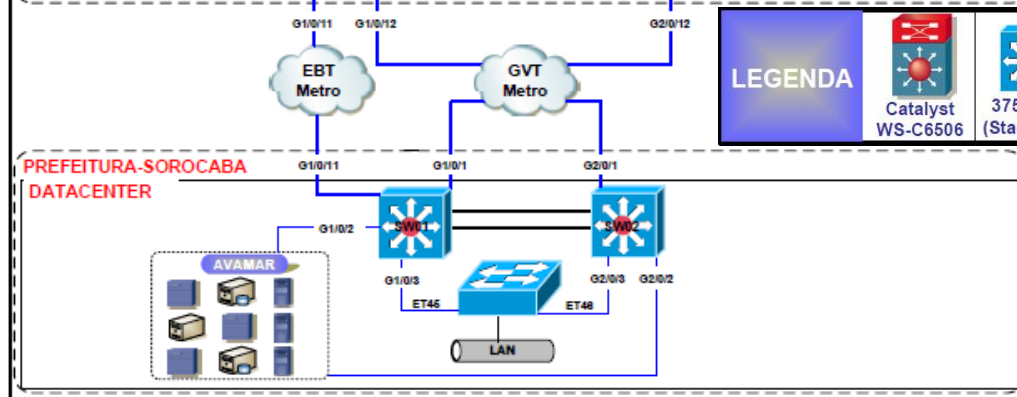 G1/0/11
G1/0/12
G2/0/12
EBT
Metro
GVT
Metro
LEGENDA
Catalyst
WS-C6506
375
(Sta
PREFEITURA-SOROCABA
G1/0/11
G1/0/1
G2/0/1
DATACENTER
SW01
SW02
G1/0/2
AVAMAR
G1/0/3
G2/0/3
G2/0/2
ET45
ET46
LAN